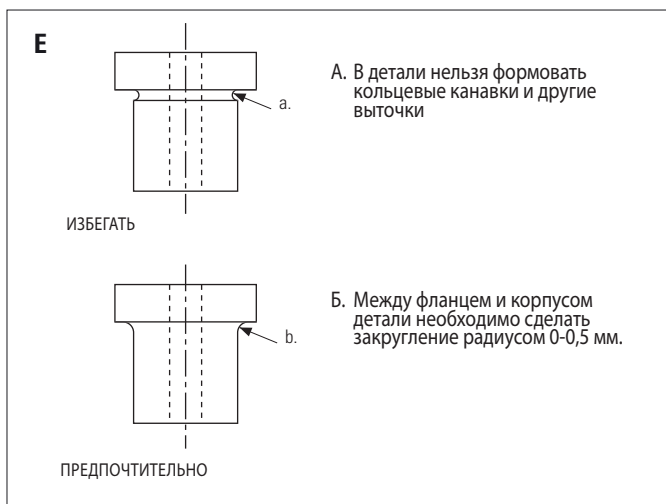 E
А. В детали нельзя формовать
кольцевые канавки и другие
выточки
a.
ИЗБЕГАТЬ
Б. Между фланцем и корпусом
детали необходимо сделать
закругление радиусом 0-0,5 мм.
b.
ПРЕДПОЧТИТЕЛЬНО